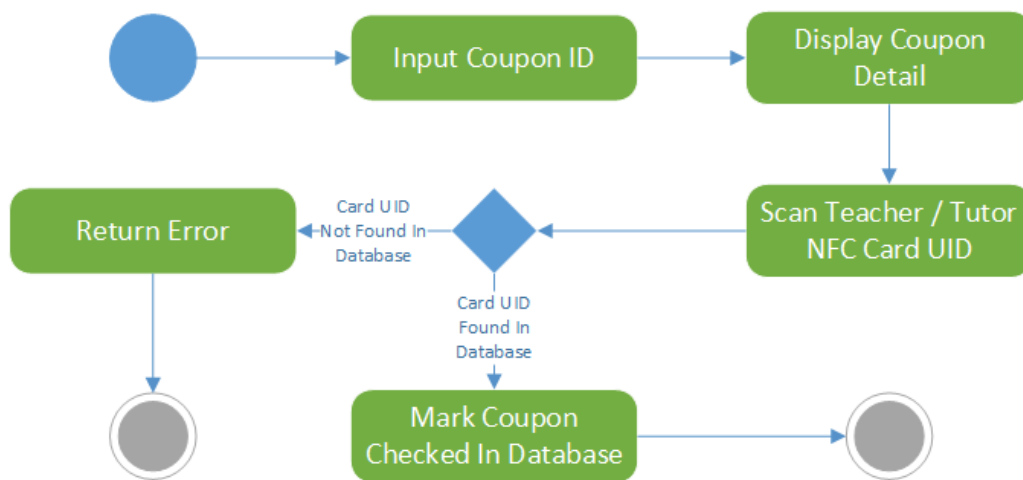 Input Coupon ID
Display Coupon
Detail
Scan Teacher / Tutor
NFC Card UID
Card UID
Not Found In
Database
Return Error
Card UID
Found In
Database
Mark Coupon
Checked In Database